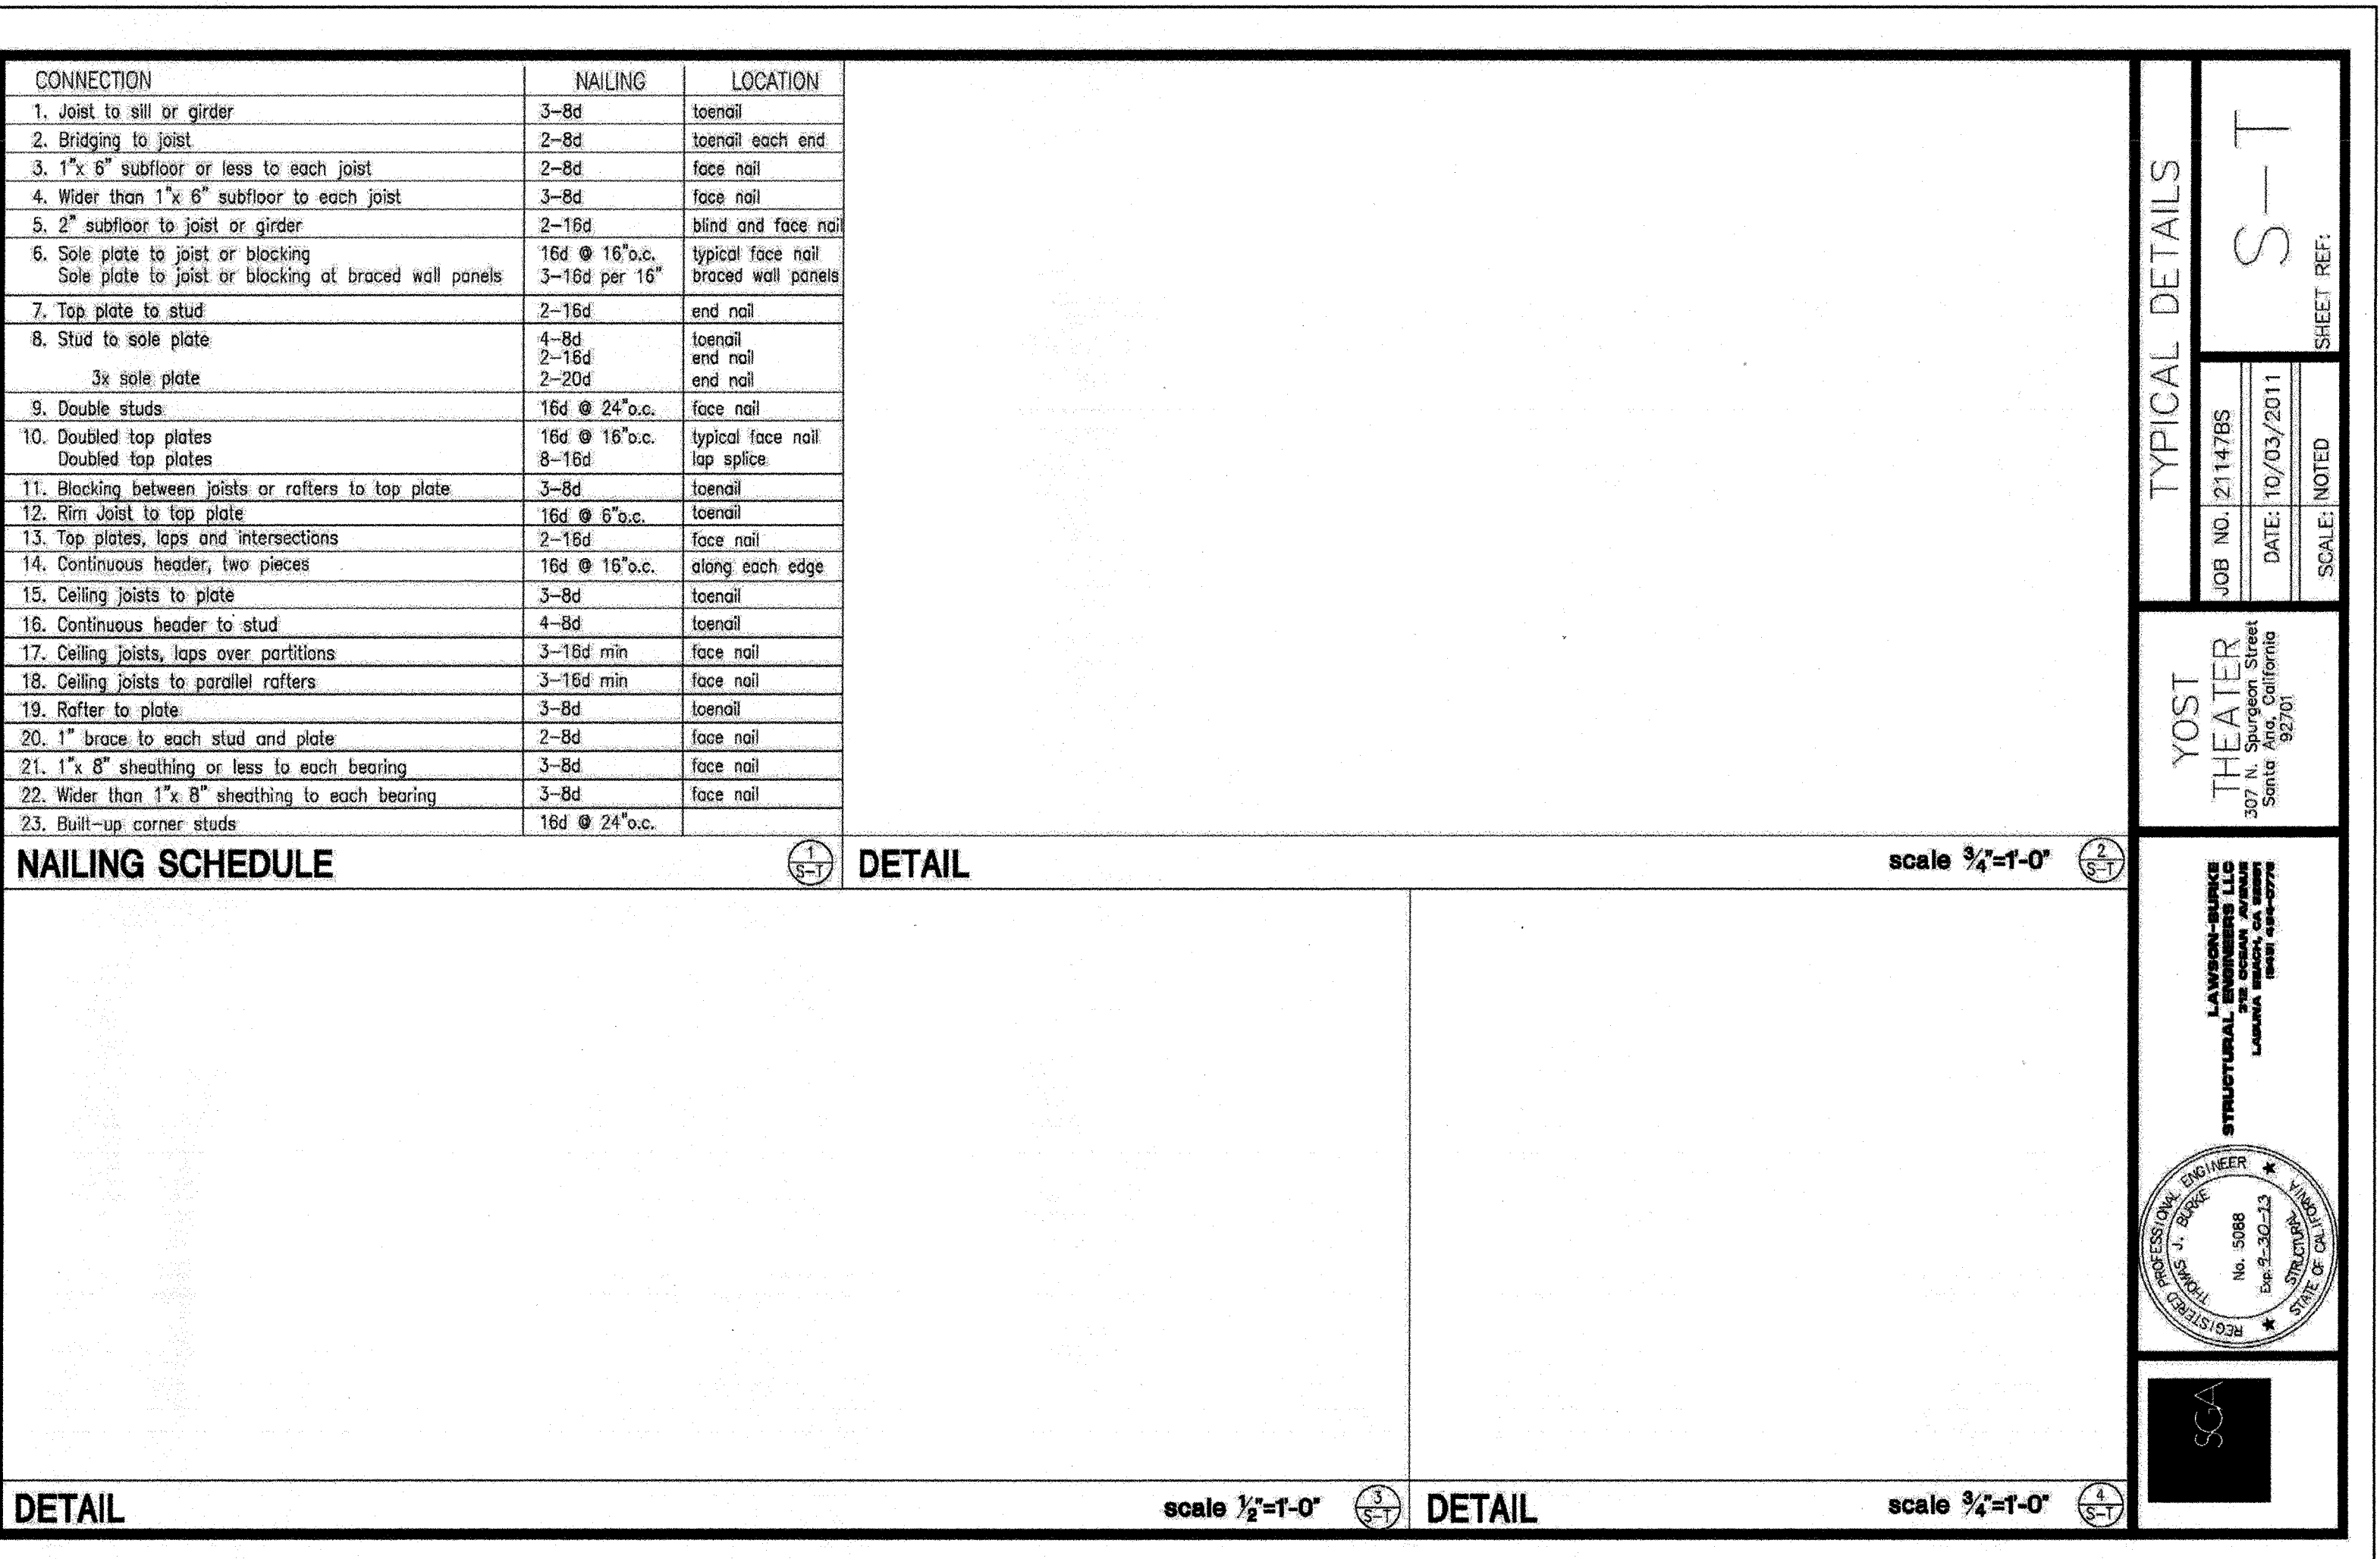 CONNECTION NAILING LOCATION
1. Joist to sill or girder 3-8d toenail
2. Bridging to joist 2-8d toenail each end
3. 1"x 6" subfloor or less to each joist 2-8d face nail
4. Wider than 1"x 6" subfloor to each joist 3-8d face nail
5. 2" subfloor to joist or girder 2-16d blind and face nail
6. Sole plate to joist or blocking 16d @ 16"o.c. typical face nail
Sole plate to joist or blocking at braced wall panels 3-16d per 16" braced wall panels
7. Top plate to stud 2-16d end nail
8. Stud to sole plate 4-8d toenail
2-16d end nail
3x sole plate 2-20d end nail
9. Double studs 16d @ 24"o.c. face nail
10. Doubled top plates 16d @ 16"o.c. typical face nail
Doubled top plates 8-16d lap splice
11. Blocking between joists or rafters to top plate 3-8d toenail
12. Rim Joist to top plate 16d @ 6"o.c. toenail
13. Top plates, laps and intersections 2-16d face nail
14. Continuous header, two pieces 16d @ 16"o.c. along each edge
15. Ceiling joists to plate 3-8d toenail
16. Continuous header to stud 4-8d toenail
17. Ceiling joists, laps over partitions 3-16d min face nail
18. Ceiling joists to parallel rafters 3-16d min face nail
19. Rafter to plate 3-8d toenail
20. 1" brace to each stud and plate 2-8d face nail
21. 1"x 8" sheathing or less to each bearing 3-8d face nail
22. Wider than 1"x 8" sheathing to each bearing 3-8d face nail
23. Built-up corner studs 16d @ 24"o.c.
NAILING SCHEDULE 1 S-T
DETAIL scale 3/4"=1'-0" 2 S-T
DETAIL scale 1/2"=1'-0" 3 S-T
DETAIL scale 3/4"=1'-0" 4 S-T
TYPICAL DETAILS
S-T
SHEET REF:
JOB NO. 21147BS
DATE: 10/03/2011
SCALE: NOTED
YOST
THEATER
307 N. Spurgeon Street
Santa Ana, California
92701
LAWSON-BURKE
STRUCTURAL ENGINEERS LLC
312 OCEAN AVENUE
LAGUNA BEACH, CA
(949)
REGISTERED PROFESSIONAL ENGINEER
THOMAS J. BURKE
No. 5088
Exp. 9-30-13
STRUCTURAL
STATE OF CALIFORNIA
SGA